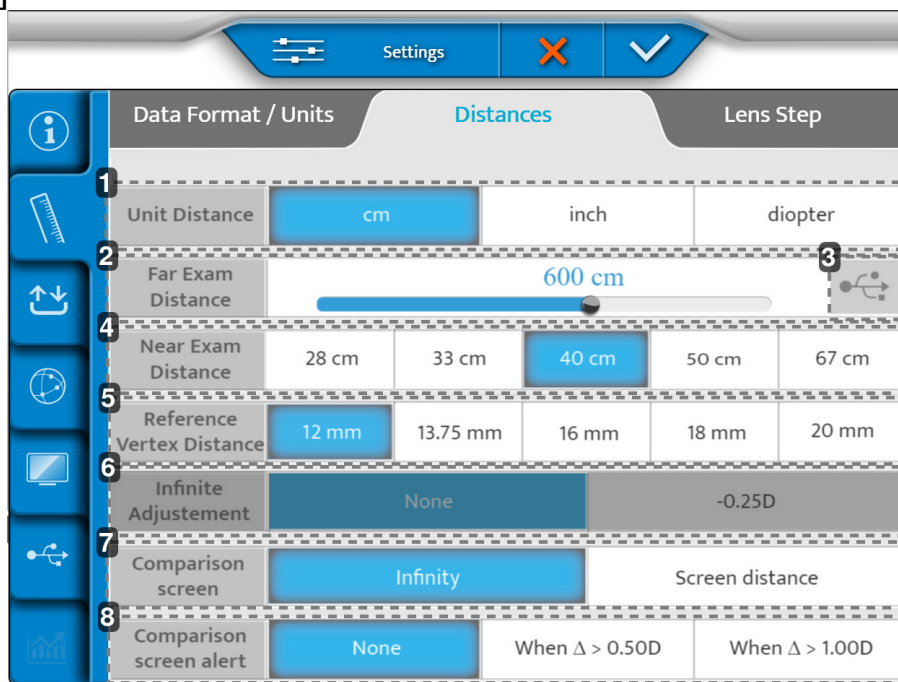 Settings
Data Format / Units Distances Lens Step
1
Unit Distance cm inch diopter
2
3
Far Exam
Distance
600 cm
4
Near Exam
Distance
28 cm 33 cm 40 cm 50 cm 67 cm
5
Reference
Vertex Distance
12 mm 13.75 mm 16 mm 18 mm 20 mm
6
Infinite
Adjustement
None -0.25D
7
Comparison
screen
Infinity Screen distance
8
Comparison
screen alert
None When Δ > 0.50D When Δ > 1.00D